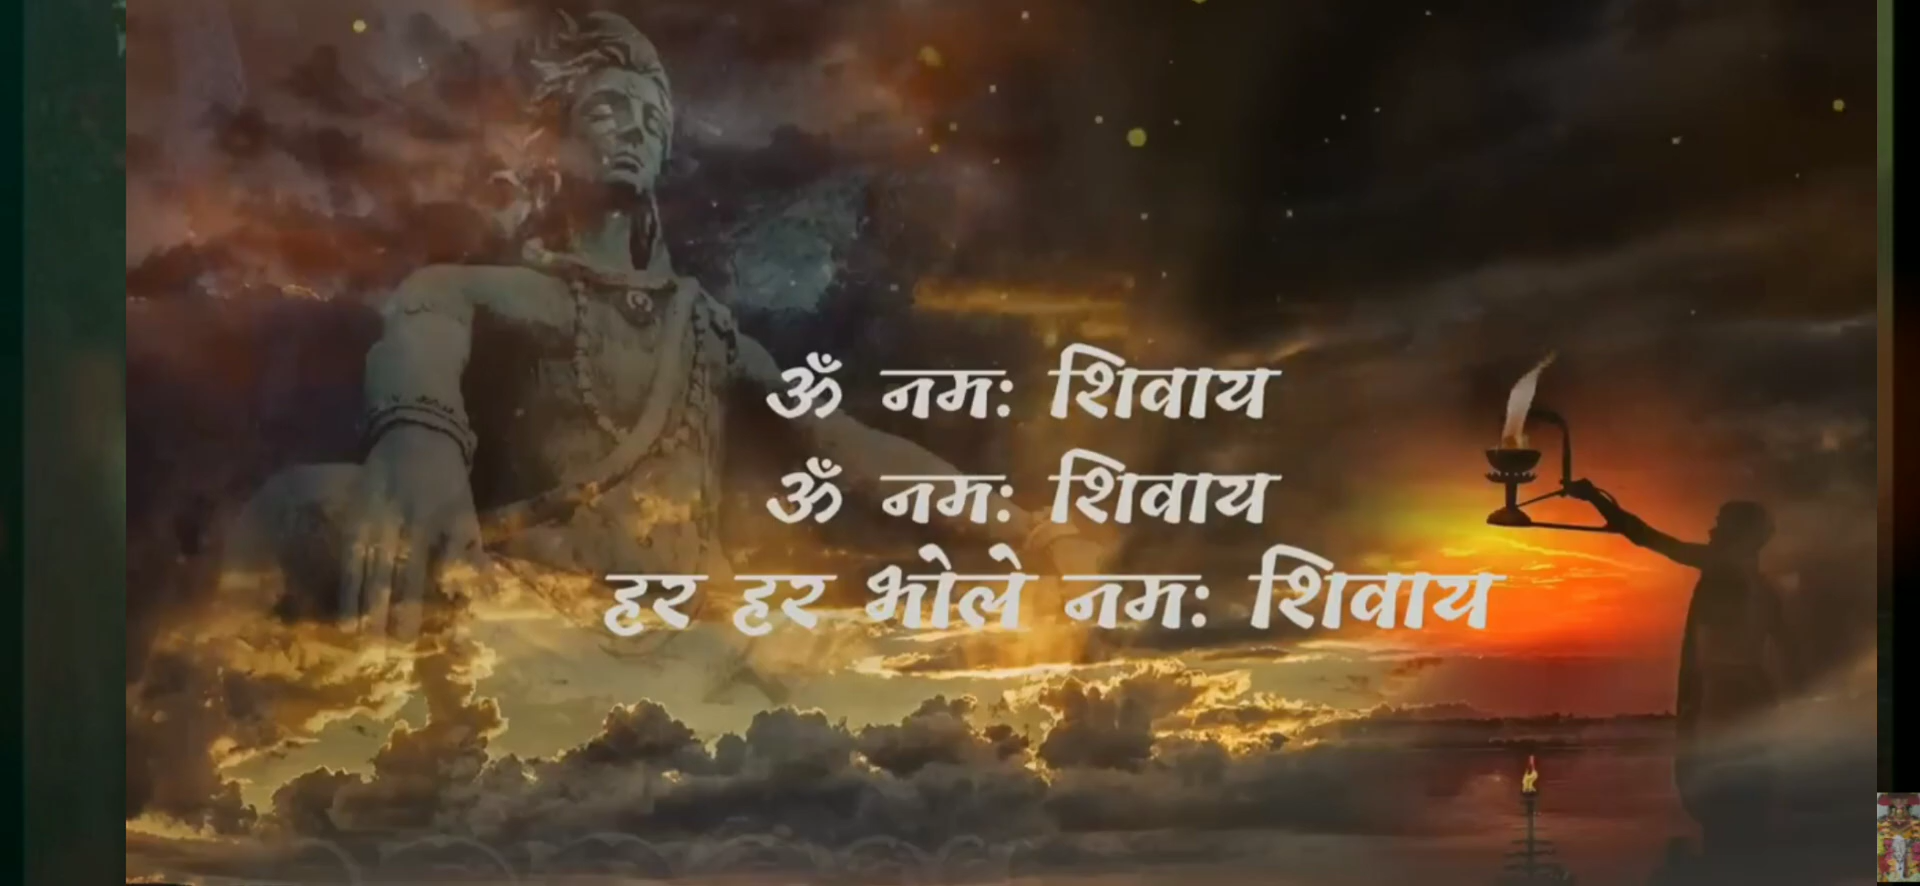 ॐ नमः शिवाय
ॐ नमः शिवाय
हर हर भोले नमः शिवाय